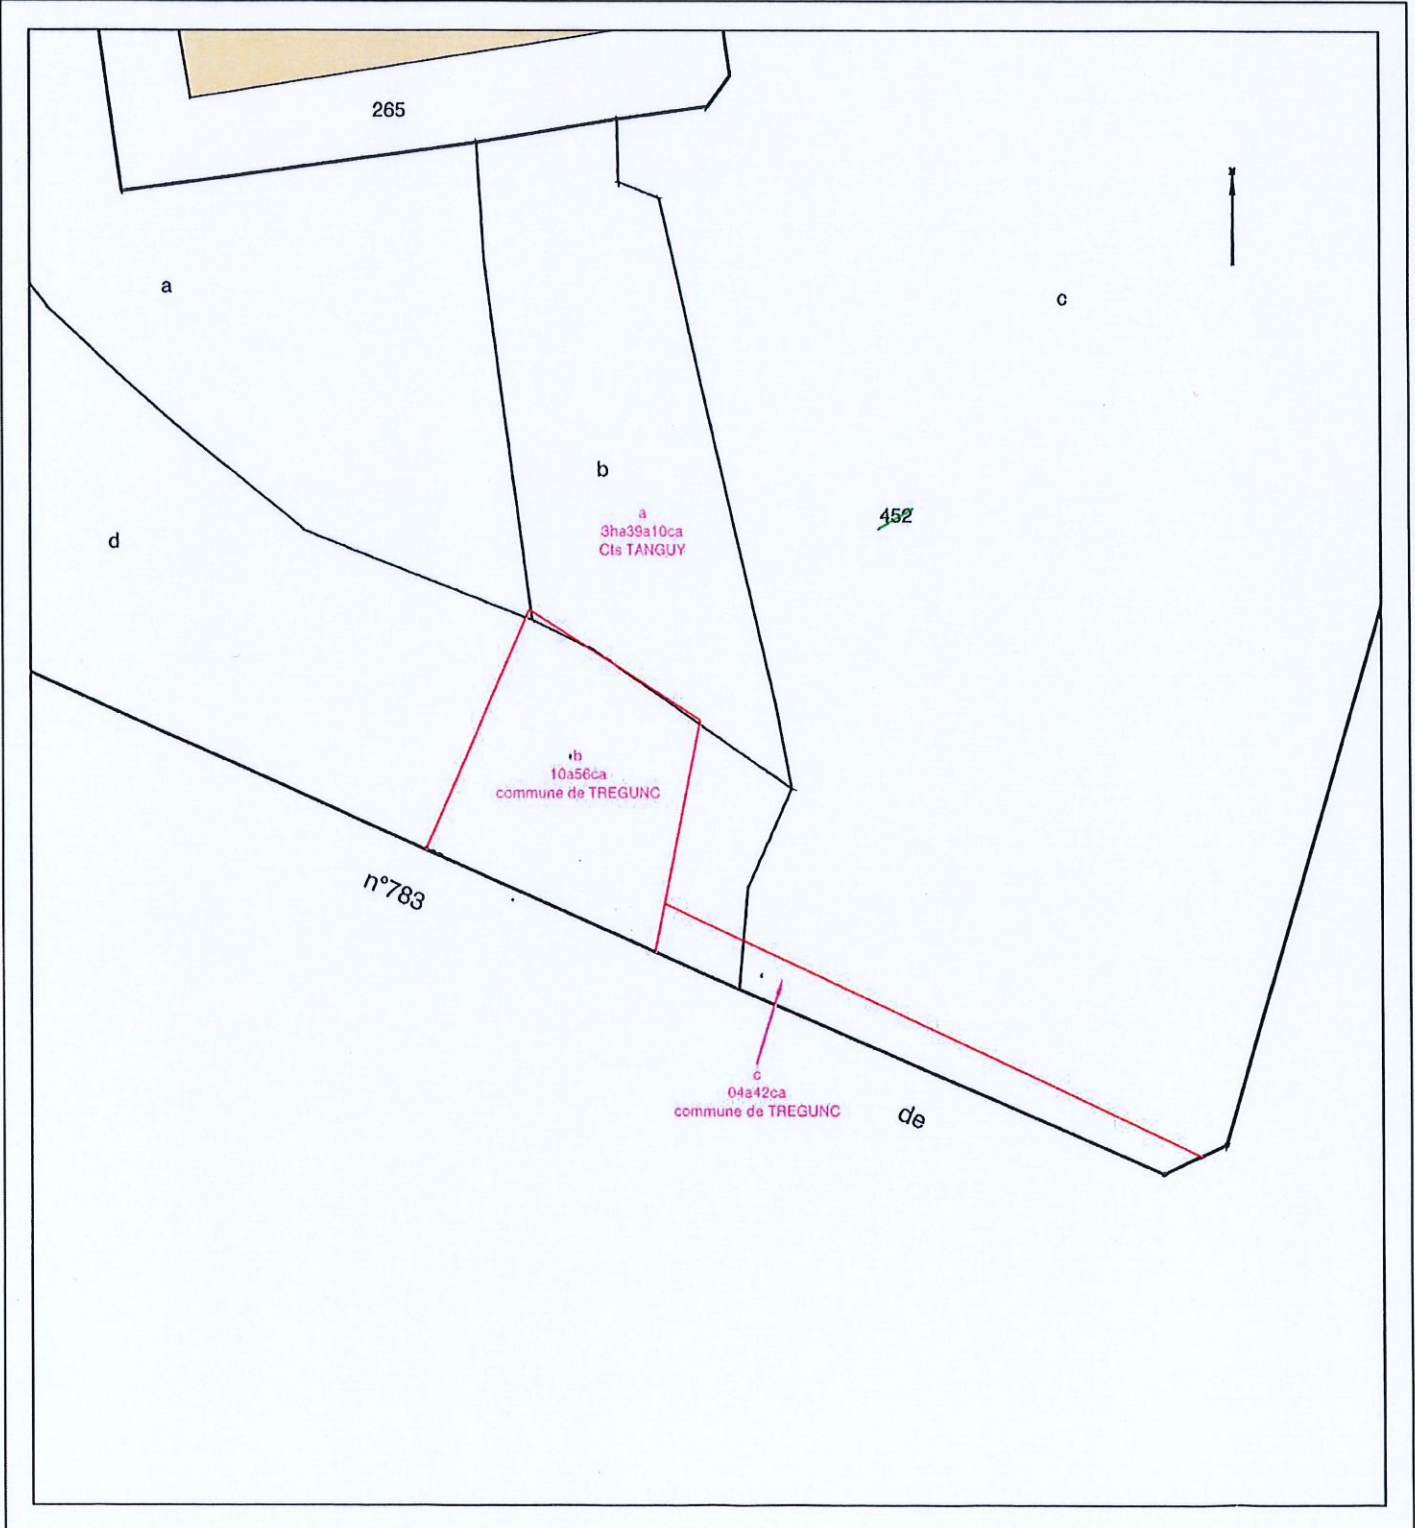 265
a
c
b
a
3ha39a10ca
Cts TANGUY
452
d
b
10a56ca
commune de TREGUNC
n°783
c
04a42ca
commune de TREGUNC
de